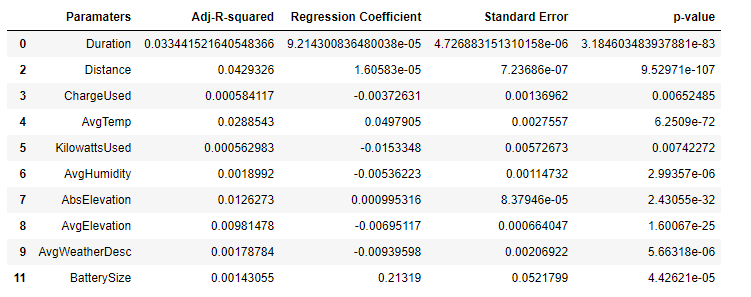 Paramaters Adj-R-squared Regression Coefficient Standard Error p-value
0 Duration 0.033441521640548366 9.214300836480038e-05 4.726883151310158e-06 3.184603483937881e-83
2 Distance 0.0429326 1.60583e-05 7.23686e-07 9.52971e-107
3 ChargeUsed 0.000584117 -0.00372631 0.00136962 0.00652485
4 AvgTemp 0.0288543 0.0497905 0.0027557 6.2509e-72
5 KilowattsUsed 0.000562983 -0.0153348 0.00572673 0.00742272
6 AvgHumidity 0.0018992 -0.00536223 0.00114732 2.99357e-06
7 AbsElevation 0.0126273 0.000995316 8.37946e-05 2.43055e-32
8 AvgElevation 0.00981478 -0.00695117 0.000664047 1.60067e-25
9 AvgWeatherDesc 0.00178784 -0.00939598 0.00206922 5.66318e-06
11 BatterySize 0.00143055 0.21319 0.0521799 4.42621e-05